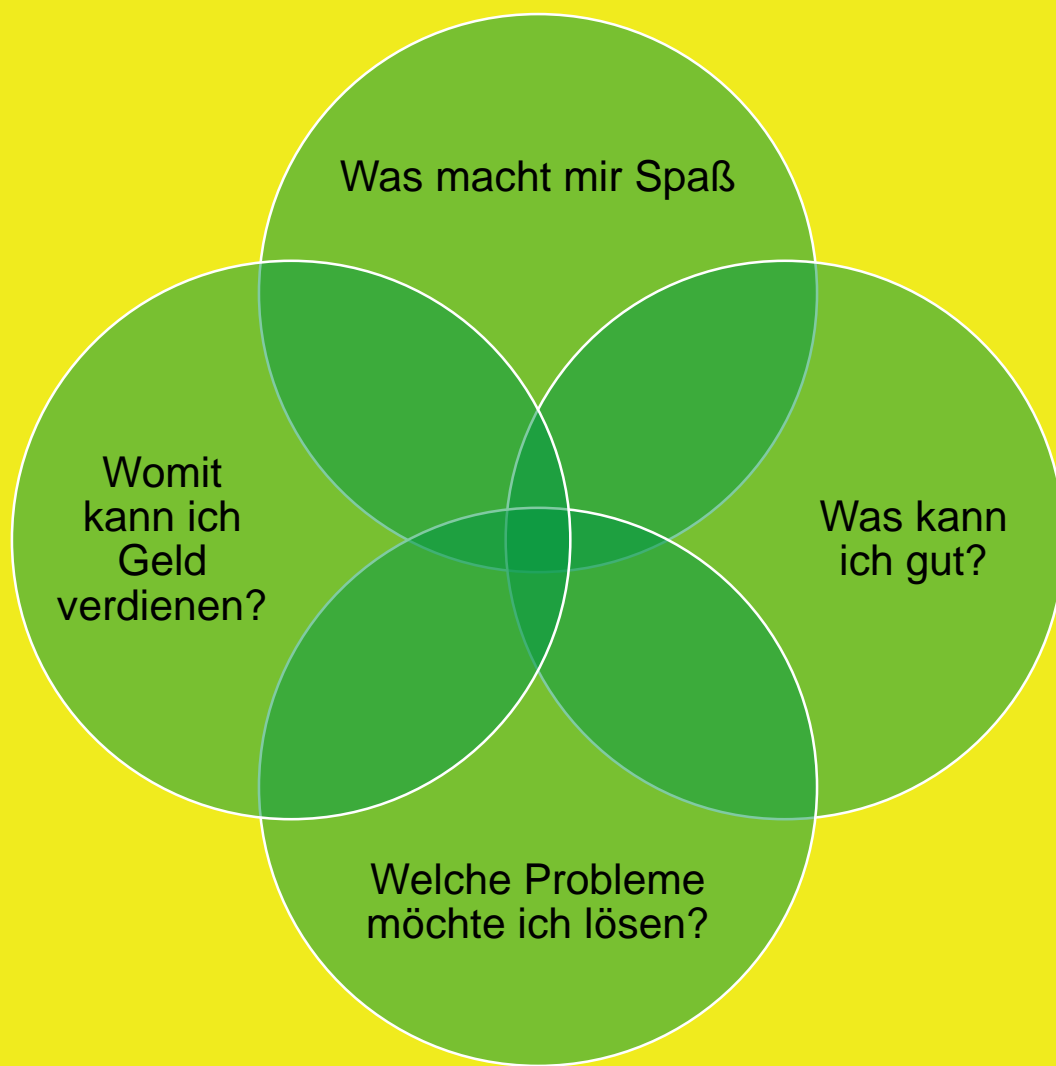 Was macht mir Spaß
Womit
kann ich
Geld
verdienen?
Was kann
ich gut?
Welche Probleme
möchte ich lösen?